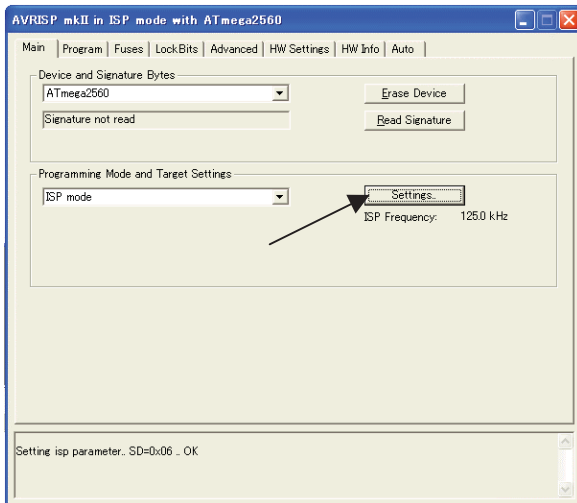 AVRISP mkII in ISP mode with ATmega2560
Main Program Fuses LockBits Advanced HW Settings HW Info Auto
Device and Signature Bytes
ATmega2560
Erase Device
Signature not read
Read Signature
Programming Mode and Target Settings
ISP mode
Settings..
ISP Frequency: 125.0 kHz
Setting isp parameter.. SD=0x06 .. OK